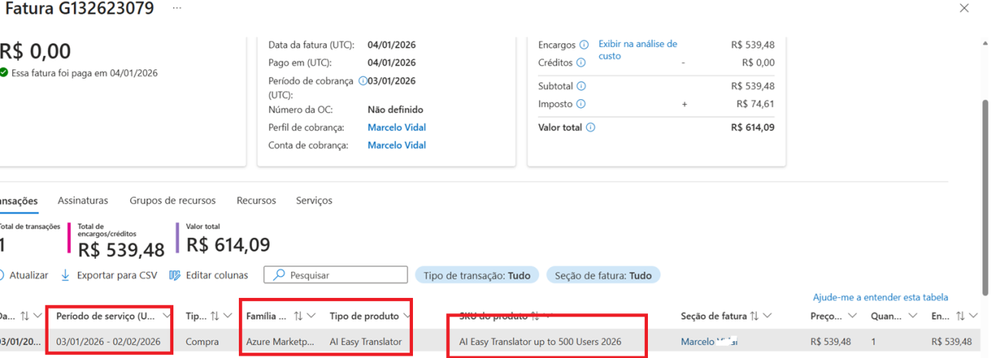 Fatura G132623079 ...
R$ 0,00
Essa fatura foi paga em 04/01/2026
Data da fatura (UTC): 04/01/2026
Pago em (UTC): 04/01/2026
Período de cobrança 03/01/2026
(UTC):
Número da OC: Não definido
Perfil de cobrança: Marcelo Vidal
Conta de cobrança: Marcelo Vidal
Encargos Exibir na análise de R$ 539,48
custo
Créditos - R$ 0,00
Subtotal R$ 539,48
Imposto + R$ 74,61
Valor total R$ 614,09
ansações Assinaturas Grupos de recursos Recursos Serviços
Total de transações
1
Total de
encargos/créditos
R$ 539,48
Valor total
R$ 614,09
Atualizar Exportar para CSV Editar colunas Pesquisar Tipo de transação: Tudo Seção de fatura: Tudo
Ajude-me a entender esta tabela
Da... Período de serviço (U... Tip... Família ... Tipo de produto SKU do produto Seção de fatura Preço... Quan... En...
03/01/20... 03/01/2026 - 02/02/2026 Compra Azure Marketp... AI Easy Translator AI Easy Translator up to 500 Users 2026 Marcelo R$ 539,48 1 R$ 539,48